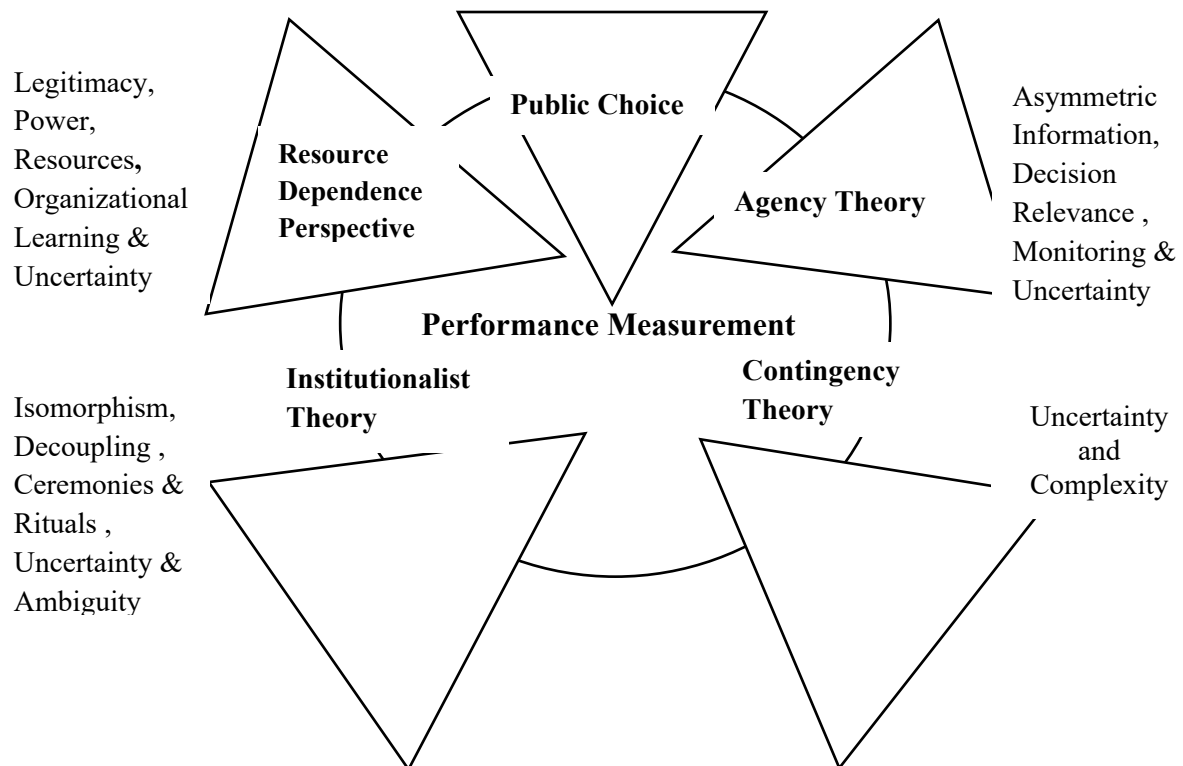 Public Choice
Legitimacy,
Power,
Resources,
Organizational
Learning &
Uncertainty
Resource
Dependence
Perspective
Agency Theory
Asymmetric
Information,
Decision
Relevance ,
Monitoring &
Uncertainty
Performance Measurement
Institutionalist
Theory
Contingency
Theory
Isomorphism,
Decoupling ,
Ceremonies &
Rituals ,
Uncertainty &
Ambiguity
Uncertainty
and
Complexity